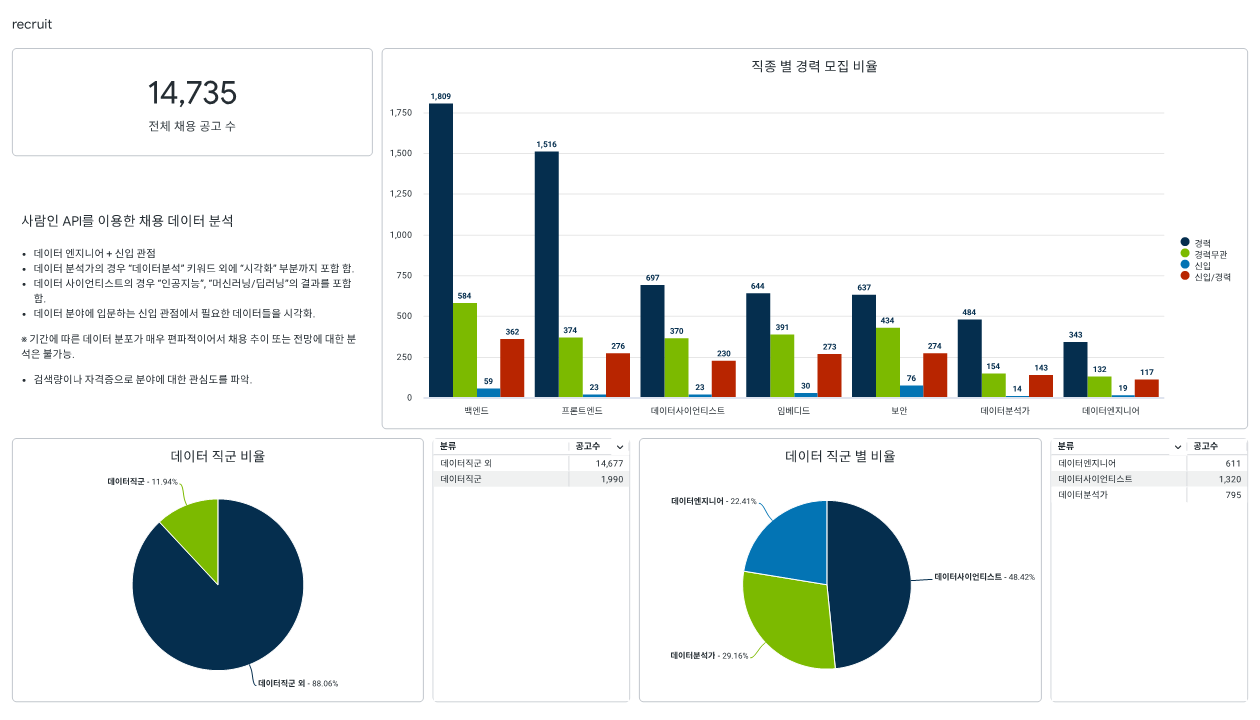 recruit
14,735
전체 채용 공고 수
사람인 API를 이용한 채용 데이터 분석
• 데이터 엔지니어 + 신입 관점
• 데이터 분석가의 경우 “데이터분석” 키워드 외에 “시각화” 부분까지 포함 함.
• 데이터 사이언티스트의 경우 “인공지능”, “머신러닝/딥러닝”의 결과를 포함
함.
• 데이터 분야에 입문하는 신입 관점에서 필요한 데이터들을 시각화.
※ 기간에 따른 데이터 분포가 매우 편파적이어서 채용 추이 또는 전망에 대한 분
석은 불가능.
• 검색량이나 자격증으로 분야에 대한 관심도를 파악.
직종 별 경력 모집 비율
1,750
1,500
1,250
1,000
750
500
250
0
1,809 584 59 362
1,516 374 23 276
697 370 23 230
644 391 30 273
637 434 76 274
484 154 14 143
343 132 19 117
백엔드 프론트엔드 데이터사이언티스트 임베디드 보안 데이터분석가 데이터엔지니어
경력
경력무관
신입
신입/경력
데이터 직군 비율
데이터직군 - 11.94%
데이터직군 외 - 88.06%
분류 공고수
데이터직군 외 14,677
데이터직군 1,990
데이터 직군 별 비율
데이터엔지니어 - 22.41%
데이터사이언티스트 - 48.42%
데이터분석가 - 29.16%
분류 공고수
데이터엔지니어 611
데이터사이언티스트 1,320
데이터분석가 795